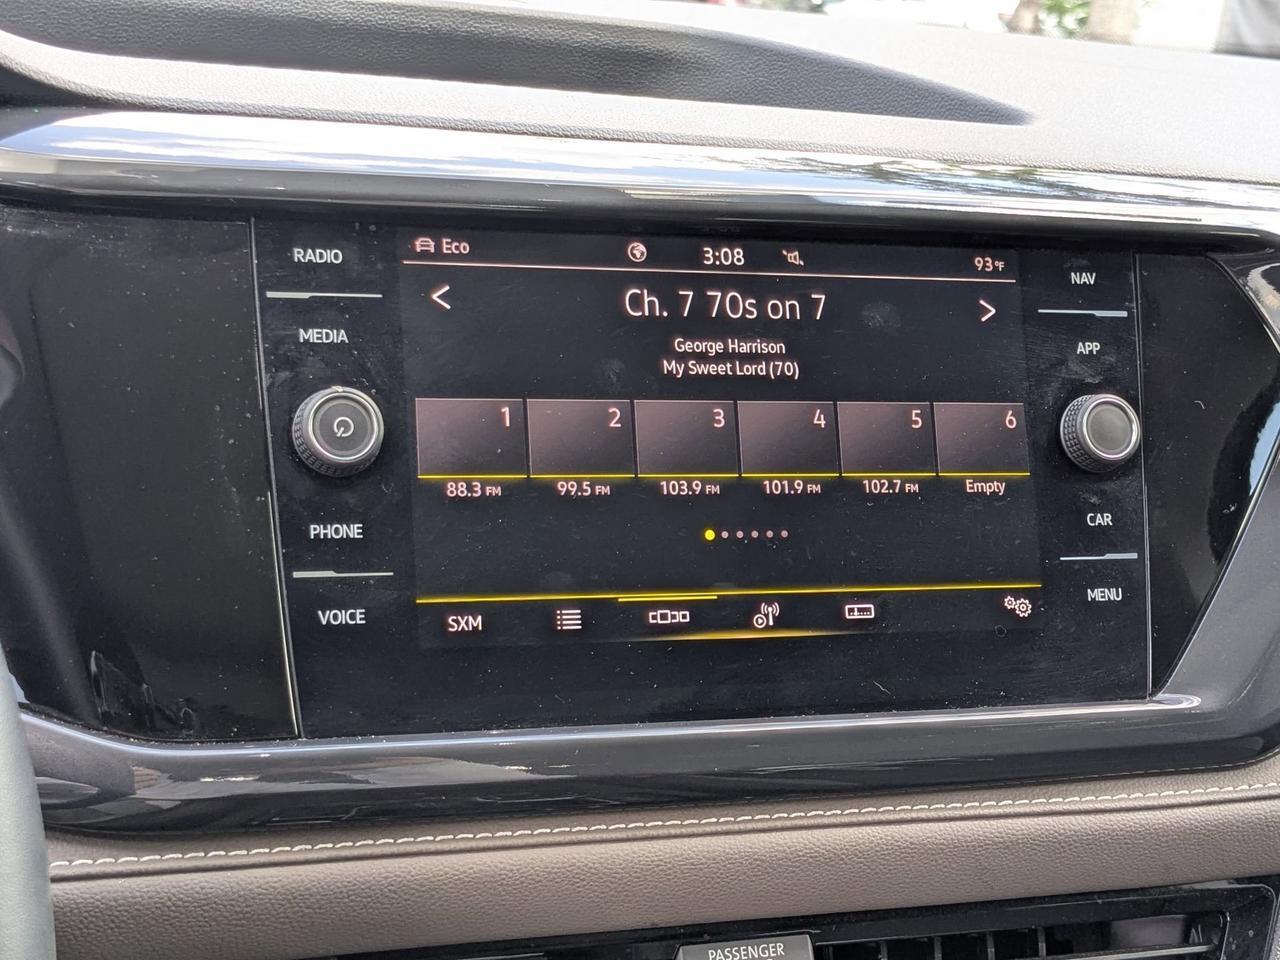 RADIO
MEDIA
PHONE
VOICE
Eco
3:08
93°F
<
Ch. 7 70s on 7
>
George Harrison
My Sweet Lord (70)
1
2
3
4
5
6
88.3 FM
99.5 FM
103.9 FM
101.9 FM
102.7 FM
Empty
SXM
NAV
APP
CAR
MENU
PASSENGER